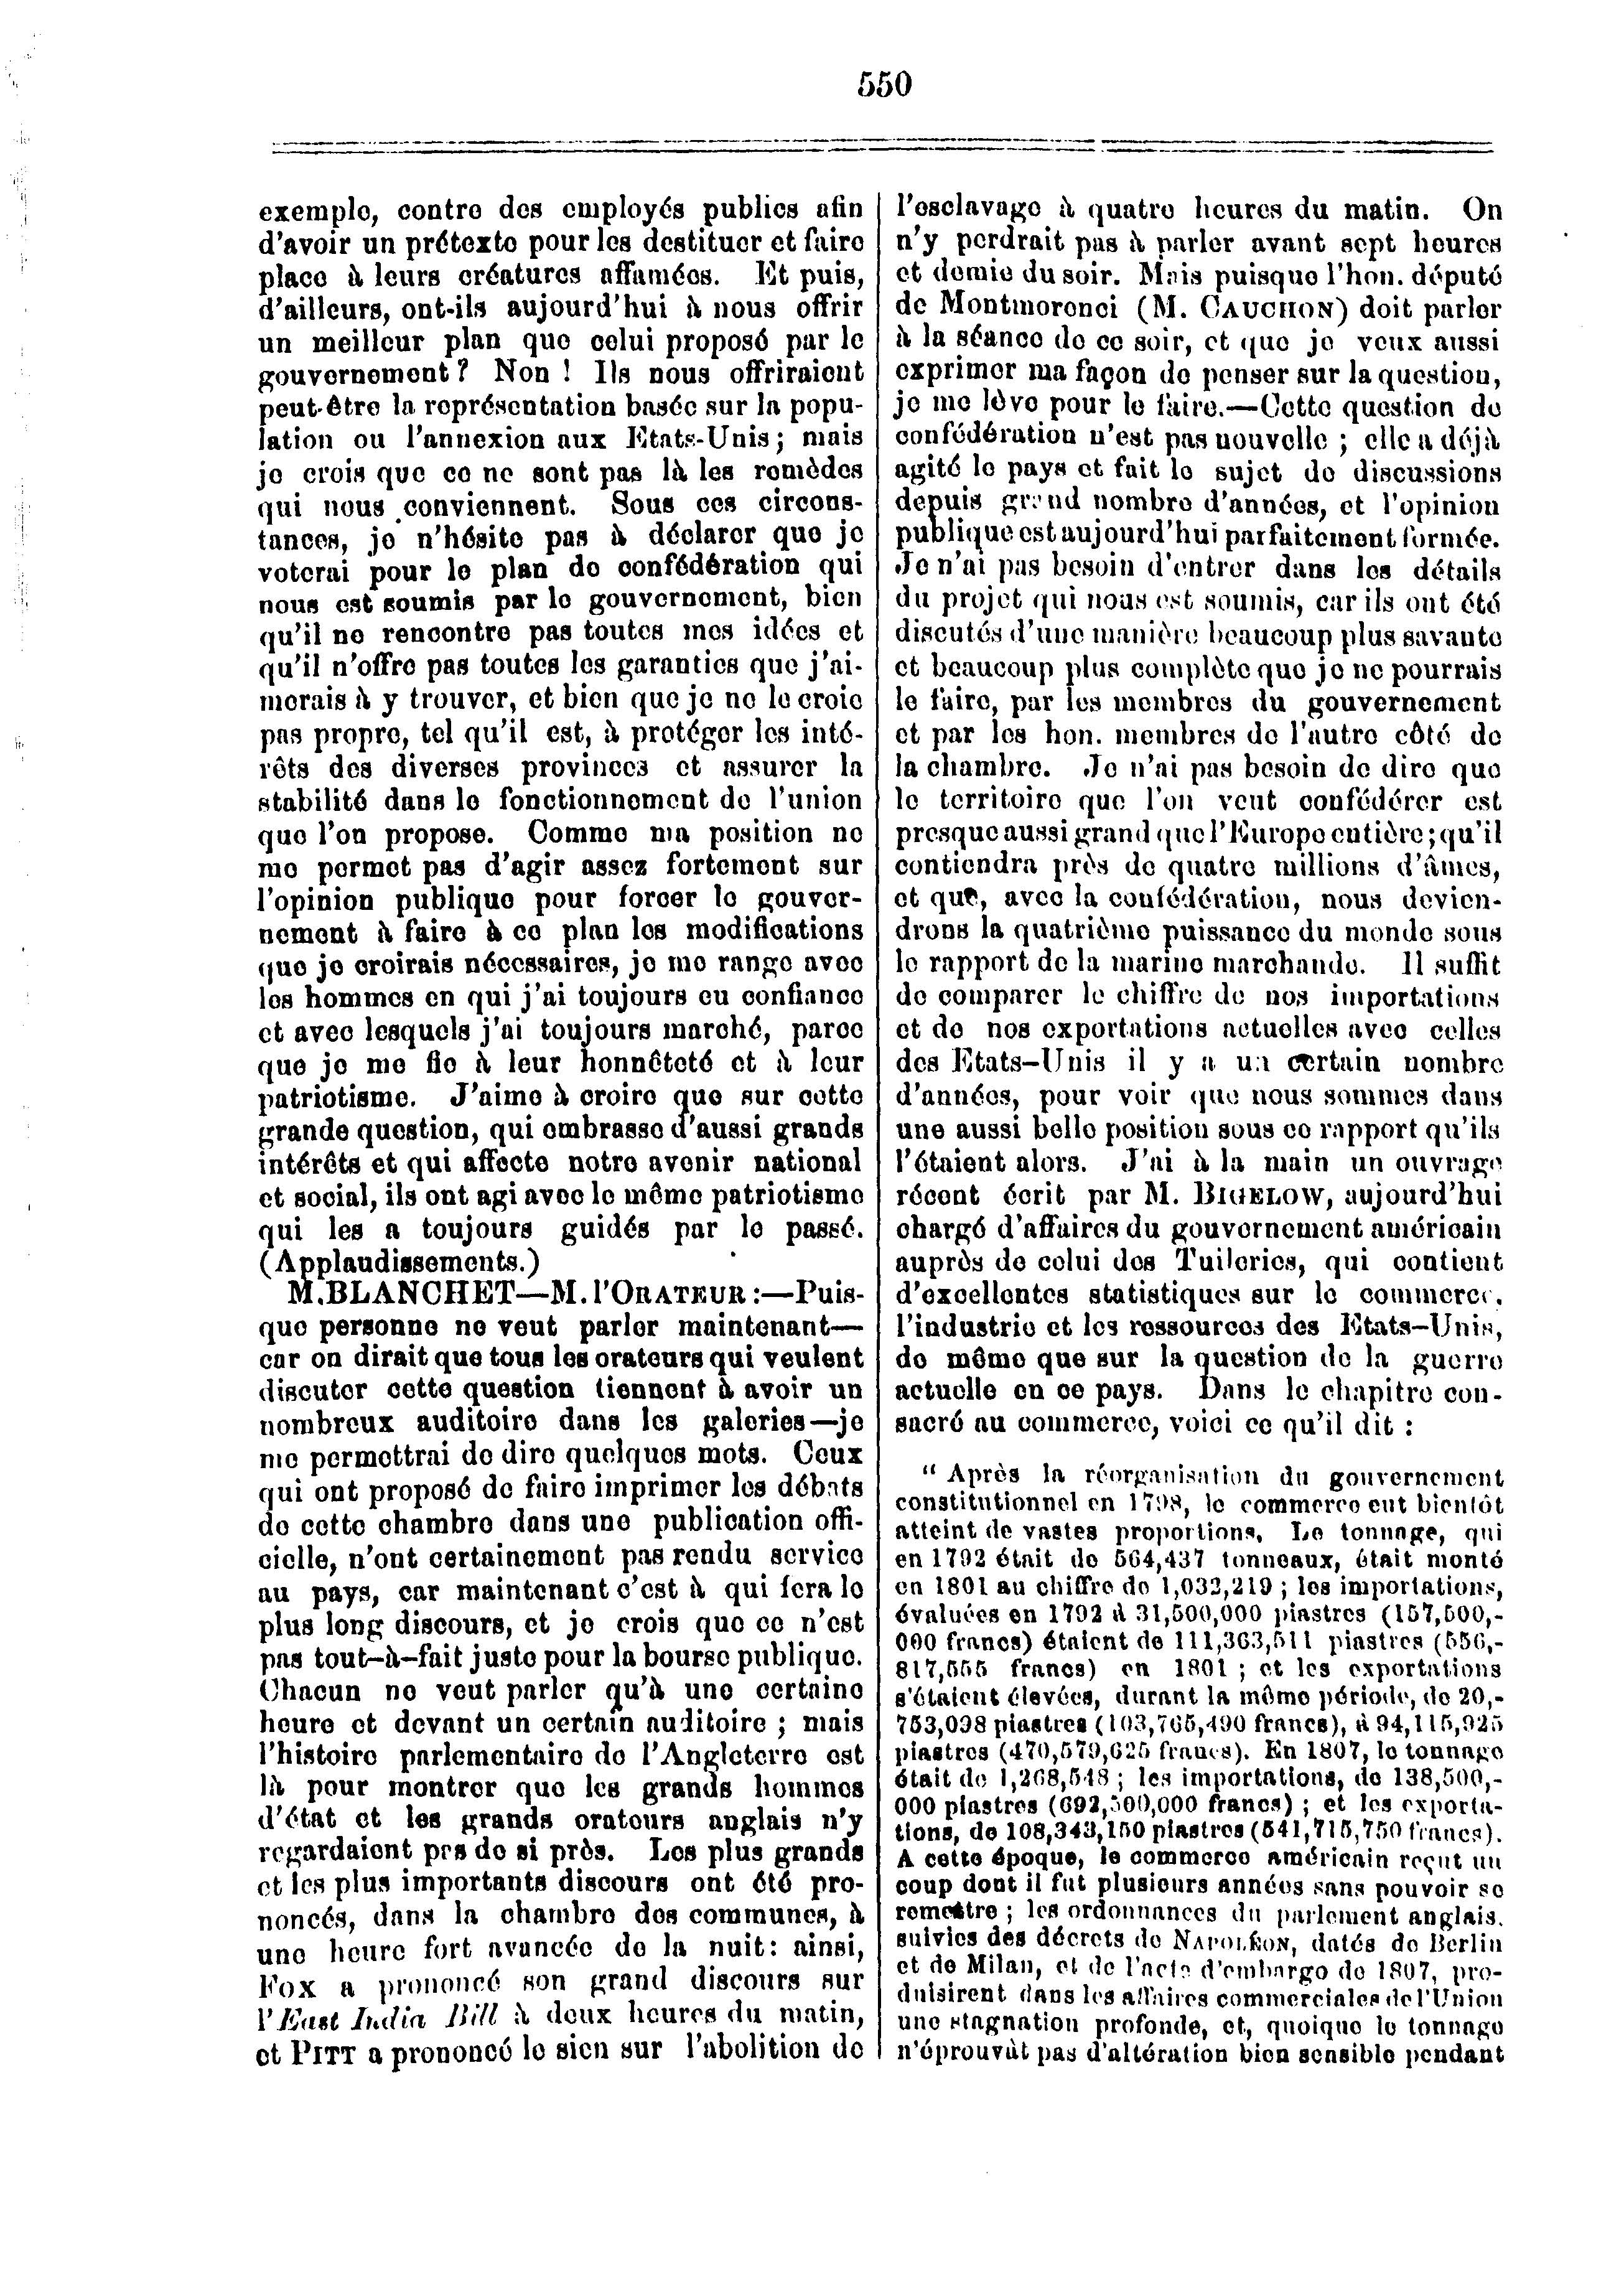 550
exemple, contre des employés publics afin
d'avoir un prétexte pour les destituer et faire
place à leurs créatures affamées. Et puis,
d'ailleurs, ont-ils aujourd'hui à nous offrir
un meilleur plan que celui proposé par le
gouvernement ? Non ! Ils nous offriraient
peut-être la représentation basée sur la popu-
lation ou l'annexion aux Etats-Unis ; mais
je crois que ce ne sont pas là les remèdes
qui nous conviennent. Sous ces circons-
tances, je n'hésite pas à déclarer que je
voterai pour le plan de confédération qui
nous est soumis par le gouvernement, bien
qu'il ne rencontre pas toutes mes idées et
qu'il n'offre pas toutes les garanties que j'ai-
merais à y trouver, et bien que je ne le croie
pas propre, tel qu'il est, à protéger les inté-
rêts des diverses provinces et assurer la
stabilité dans le fonctionnement de l'union
que l'on propose. Comme ma position ne
me permet pas d'agir assez fortement sur
l'opinion publique pour forcer le gouver-
nement à faire à ce plan les modifications
que je croirais nécessaires, je me range avec
les hommes en qui j'ai toujours eu confiance
et avec lesquels j'ai toujours marché, parce
que je me fie à leur honnêteté et à leur
patriotisme. J'aime à croire que sur cette
grande question, qui embrasse d'aussi grands
intérêts et qui affecte notre avenir national
et social, ils ont agi avec le même patriotisme
qui les a toujours guidés par le passé.
(Applaudissements.)
M. BLANCHET—M. l'ORATEUR :—Puis-
que personne ne veut parler maintenant—
car on dirait que tous les orateurs qui veulent
discuter cette question tiennent à avoir un
nombreux auditoire dans les galeries—je
me permettrai de dire quelques mots. Ceux
qui ont proposé de faire imprimer les débats
de cette chambre dans une publication offi-
cielle, n'ont certainement pas rendu service
au pays, car maintenant c'est à qui fera le
plus long discours, et je crois que ce n'est
pas tout-à-fait juste pour la bourse publique.
Chacun ne veut parler qu'à une certaine
heure et devant un certain auditoire ; mais
l'histoire parlementaire de l'Angleterre est
là pour montrer que les grands hommes
d'état et les grands orateurs anglais n'y
regardaient pas de si près. Les plus grands
et les plus importants discours ont été pro-
noncés, dans la chambre des communes, à
une heure fort avancée de la nuit : ainsi,
FOX a prononcé son grand discours sur
l'East India Bill à deux heures du matin,
et PITT a prononcé le sien sur l'abolition de
l'esclavage à quatre heures du matin. On
n'y perdrait pas à parler avant sept heures
et demie du soir. Mais puisque l'hon. député
de Montmorenci (M. CAUCHON) doit parler
à la séance de ce soir, et que je veux aussi
exprimer ma façon de penser sur la question,
je me lève pour le faire.—Cette question de
confédération n'est pas nouvelle ; elle a déjà
agité le pays et fait le sujet de discussions
depuis grand nombre d'années, et l'opinion
publique est aujourd'hui parfaitement formée.
Je n'ai pas besoin d'entrer dans les détails
du projet qui nous est soumis, car ils ont été
discutés d'une manière beaucoup plus savante
et beaucoup plus complète que je ne pourrais
le faire, par les membres du gouvernement
et par les hon. membres de l'autre côté de
la chambre. Je n'ai pas besoin de dire que
le territoire que l'on veut confédérer est
presque aussi grand que l'Europe entière ; qu'il
contiendra près de quatre millions d'âmes,
et que, avec la confédération, nous devien-
drons la quatrième puissance du monde sous
le rapport de la marine marchande. Il suffit
de comparer le chiffre de nos importations
et de nos exportations actuelles avec celles
des Etats-Unis il y a un certain nombre
d'années, pour voir que nous sommes dans
une aussi belle position sous ce rapport qu'ils
l'étaient alors. J'ai à la main un ouvrage
récent écrit par M. BIGELOW, aujourd'hui
chargé d'affaires du gouvernement américain
auprès de celui des Tuileries, qui contient
d'excellentes statistiques sur le commerce,
l'industrie et les ressources des Etats-Unis,
de même que sur la question de la guerre
actuelle en ce pays. Dans le chapitre con-
sacré au commerce, voici ce qu'il dit :
" Après la réorganisation du gouvernement
constitutionnel en 1798, le commerce eut bientôt
atteint de vastes proportions. Le tonnage, qui
en 1792 était de 564,437 tonneaux, était monté
en 1801 au chiffre de 1,032,219 ; les importations,
évaluées en 1792 à 31,500,000 piastres (157,500,-
000 francs) étaient de 111,363,511 piastres (556,-
817,555 francs) en 1801 ; et les exportations
s'étaient élevées, durant la même période, de 20,-
753,098 piastres (103,765,490 francs), à 94,115,925
piastres (470,579,625 francs). En 1807, le tonnage
était de 1,268,548 ; les importations, de 138,500,-
000 piastres (692,500,000 francs) ; et les exporta-
tions, de 108,343,150 piastres (541,715,750 francs).
A cette époque, le commerce américain reçut un
coup dont il fut plusieurs années sans pouvoir se
remettre ; les ordonnances du parlement anglais,
suivies des décrets de NAPOLÉON, datés de Berlin
et de Milan, et de l'acte d'embargo de 1807, pro-
duisirent dans les affaires commerciales de l'Union
une stagnation profonde, et, quoique le tonnage
n'éprouvât pas d'altération bien sensible pendant